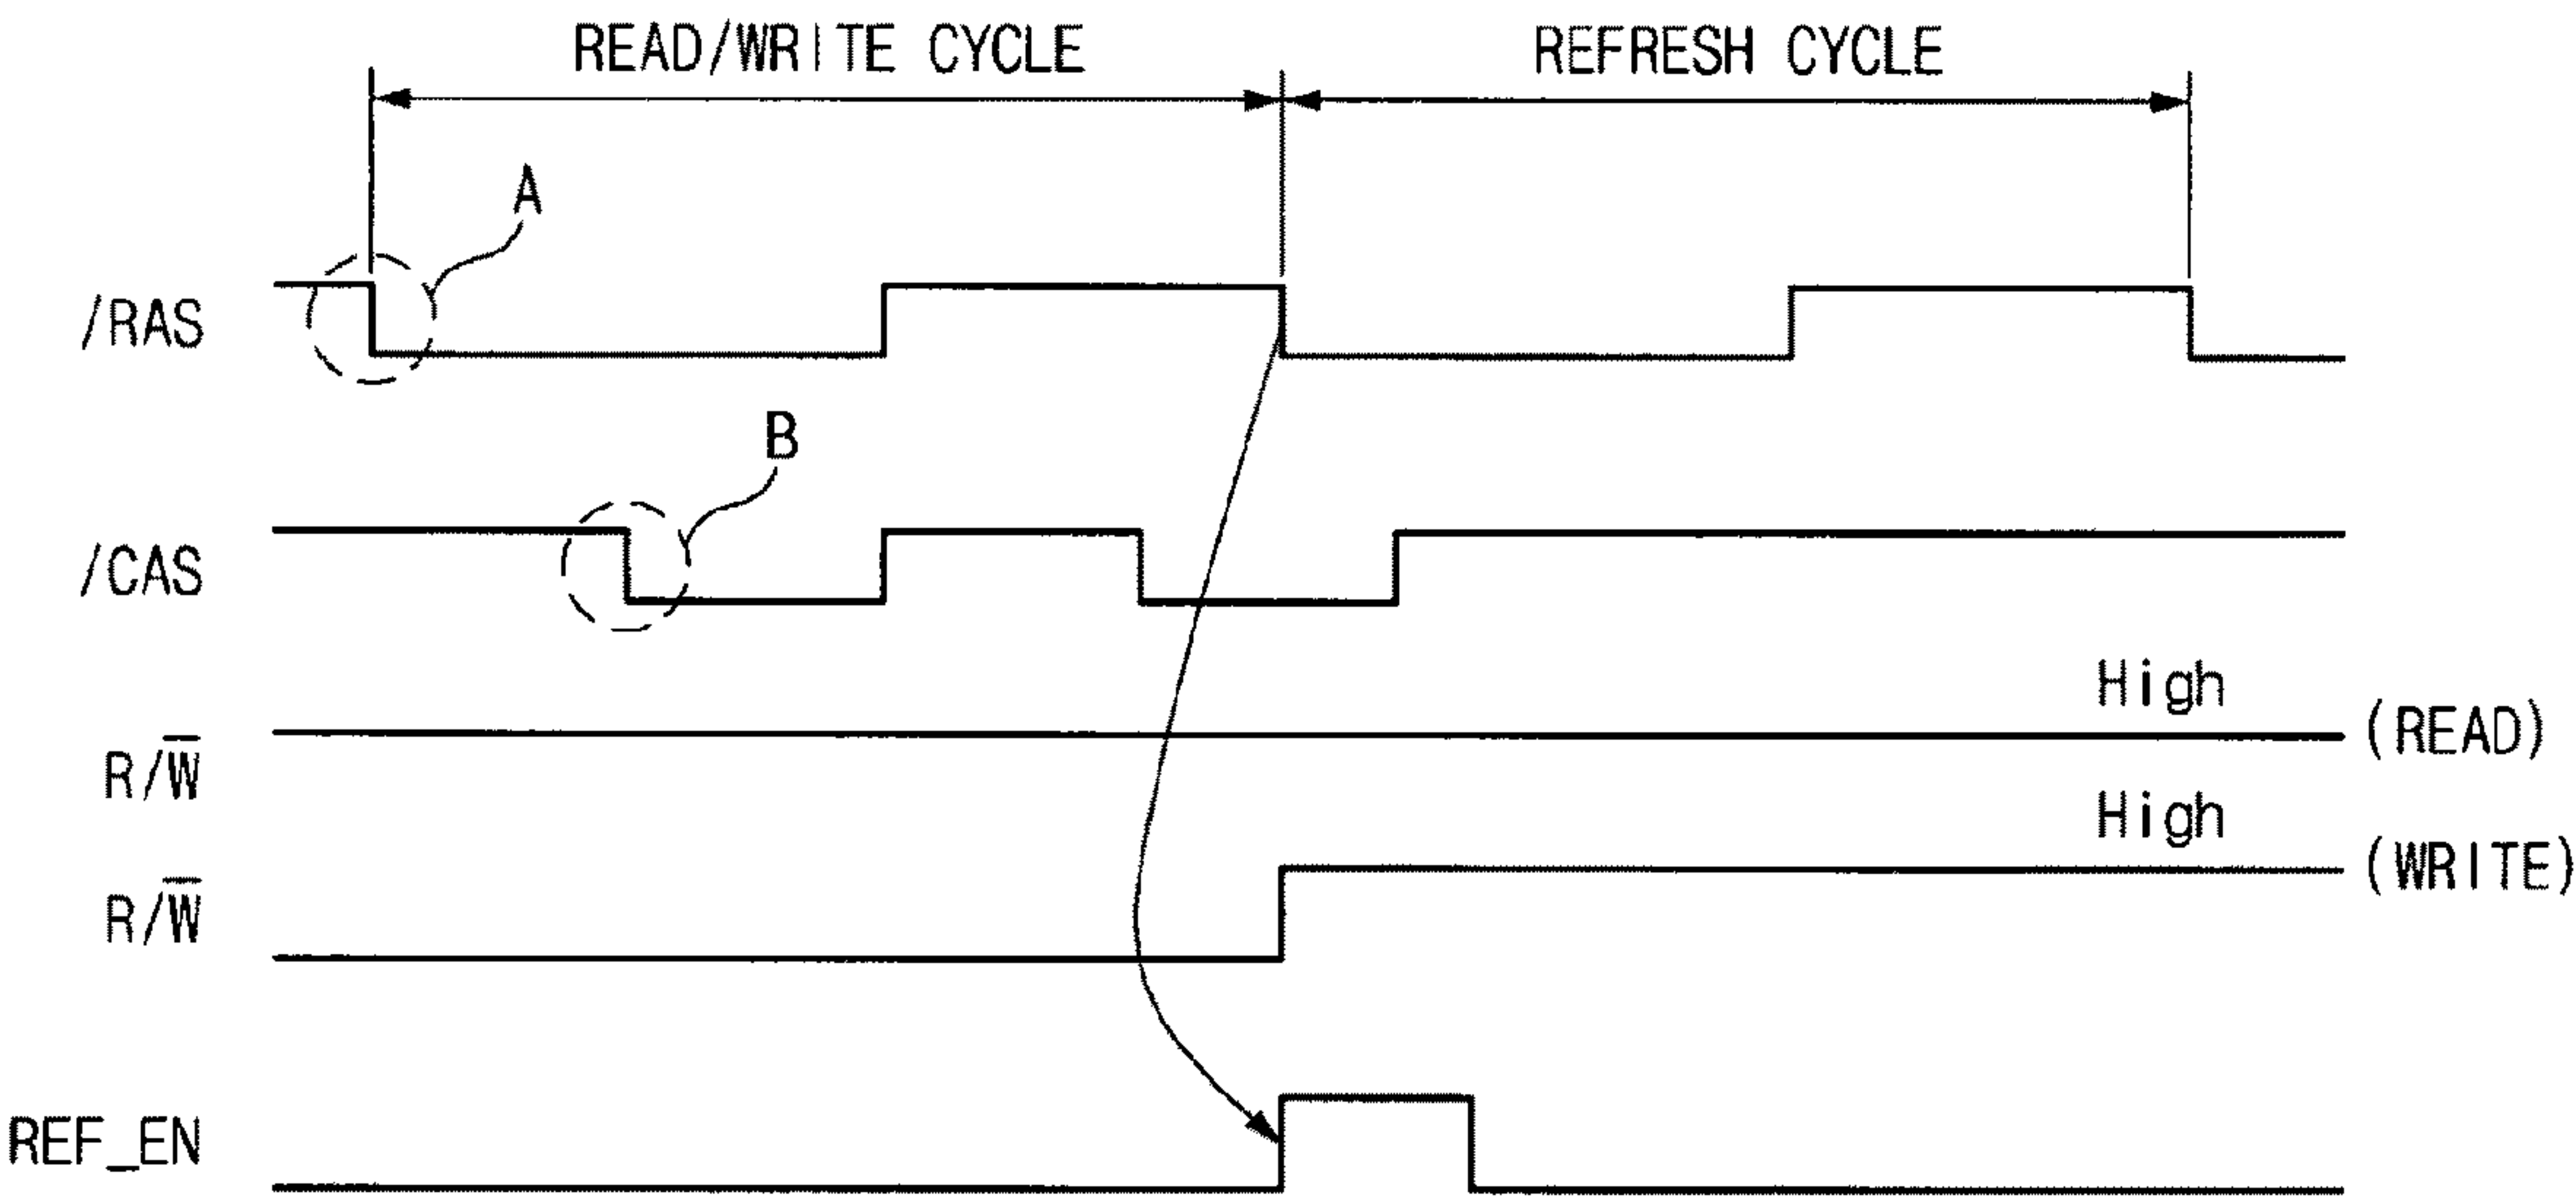 READ/WRITE CYCLE
REFRESH CYCLE
A
/RAS
B
/CAS
High
(READ)
R/W̅
High
(WRITE)
R/W̅
REF_EN